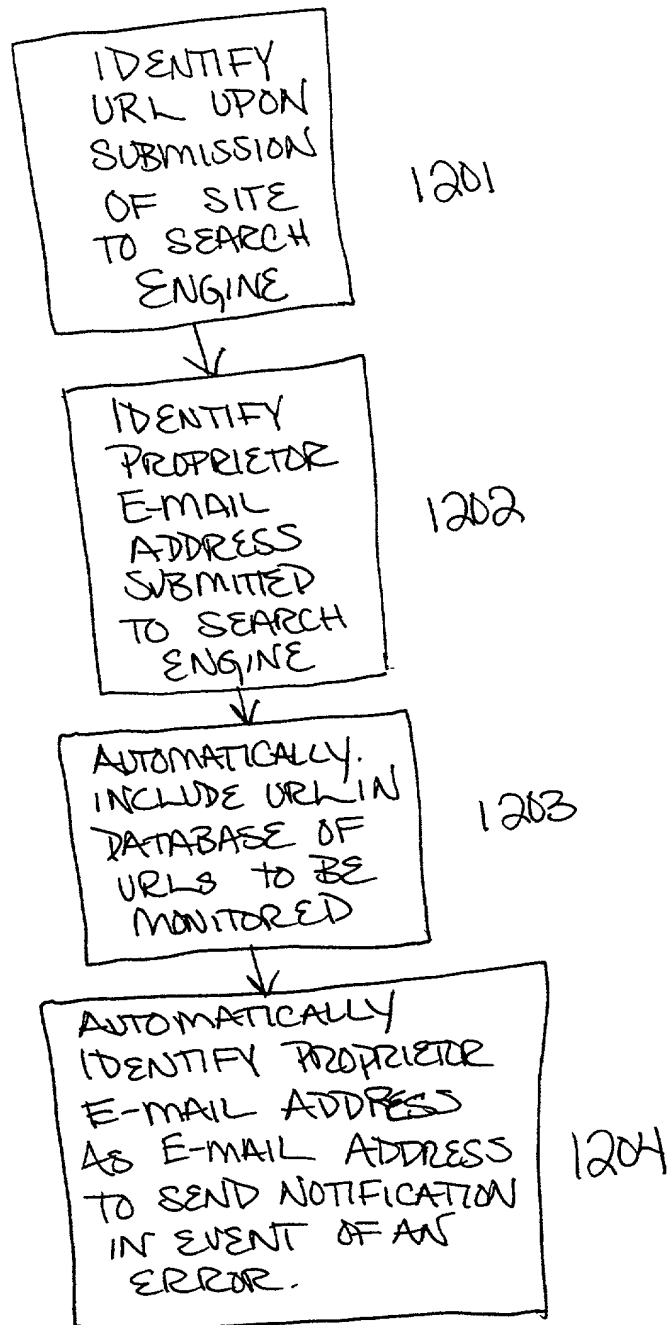 IDENTIFY
URL UPON
SUBMISSION
OF SITE
TO SEARCH
ENGINE
1201
IDENTIFY
PROPRIETOR
E-MAIL
ADDRESS
SUBMITTED
TO SEARCH
ENGINE
1202
AUTOMATICALLY.
INCLUDE URL IN
DATABASE OF
URLS TO BE
MONITORED
1203
AUTOMATICALLY
IDENTIFY PROPRIETOR
E-MAIL ADDRESS
AS E-MAIL ADDRESS
TO SEND NOTIFICATION
IN EVENT OF AN
ERROR.
1204